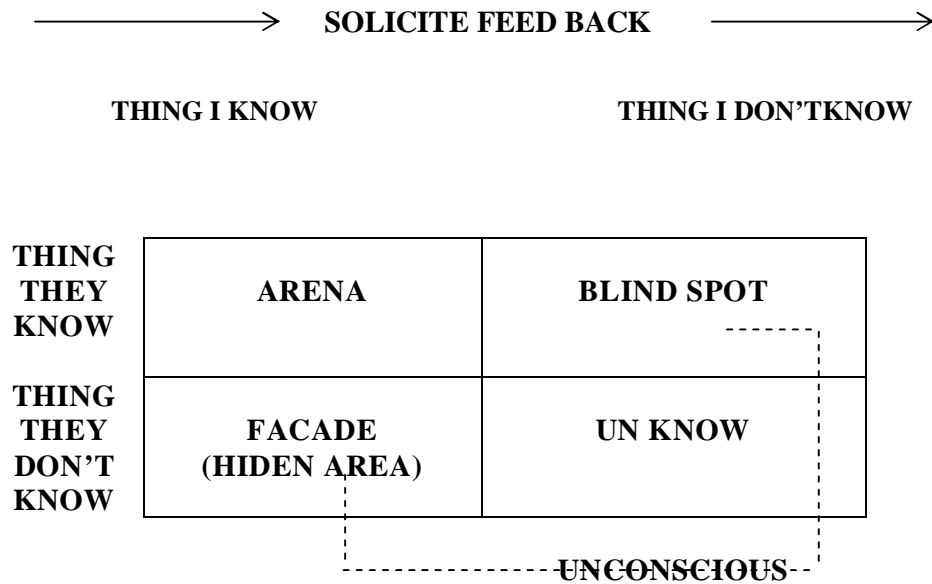 SOLICITE FEED BACK
THING I KNOW
THING I DON'TKNOW
THING
THEY
KNOW
ARENA
BLIND SPOT
THING
THEY
DON'T
KNOW
FACADE
(HIDEN AREA)
UN KNOW
UNCONSCIOUS